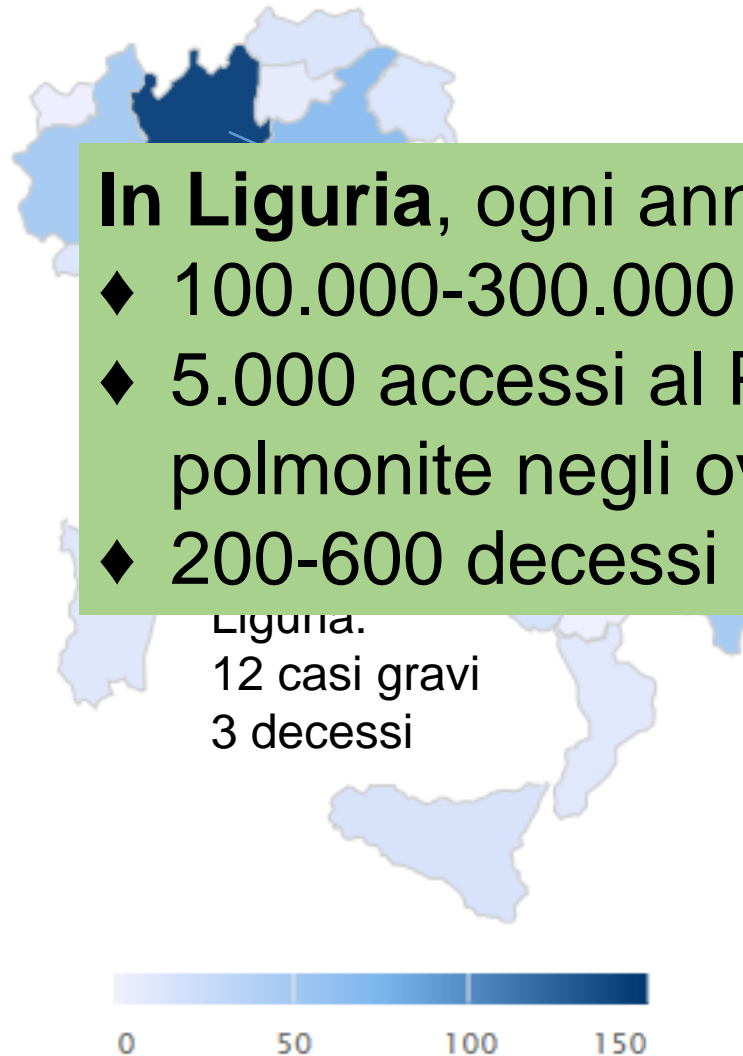 In Liguria, ogni
♦ 100.000-300.000
♦ 5.000 accessi al
polmonite negli
♦ 200-600 decessi
Liguria:
12 casi gravi
3 decessi
0 50 100 150